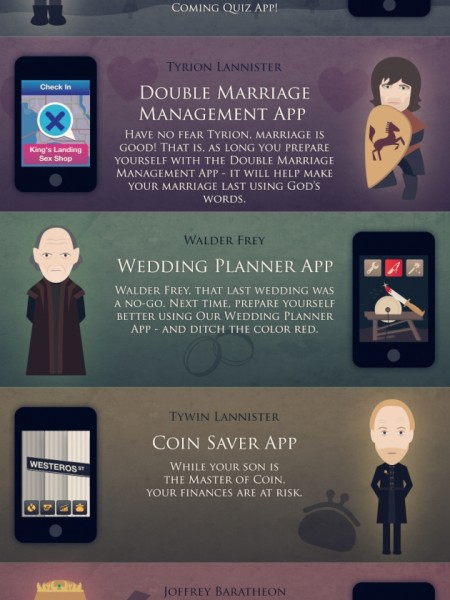 Coming Quiz App!
Tyrion Lannister
Check In
King's Landing
Sex Shop
Double Marriage
Management App
Have no fear Tyrion, marriage is
good! That is, as long you prepare
yourself with the Double Marriage
Management App - it will help make
your marriage last using God's
words.
Walder Frey
Wedding Planner App
Walder Frey, that last wedding was
a no-go. Next time, prepare yourself
better using Our Wedding Planner
App - and ditch the color red.
Tywin Lannister
Coin Saver App
WESTEROS ST
While your son is
the Master of Coin,
your finances are at risk.
Joffrey Baratheon